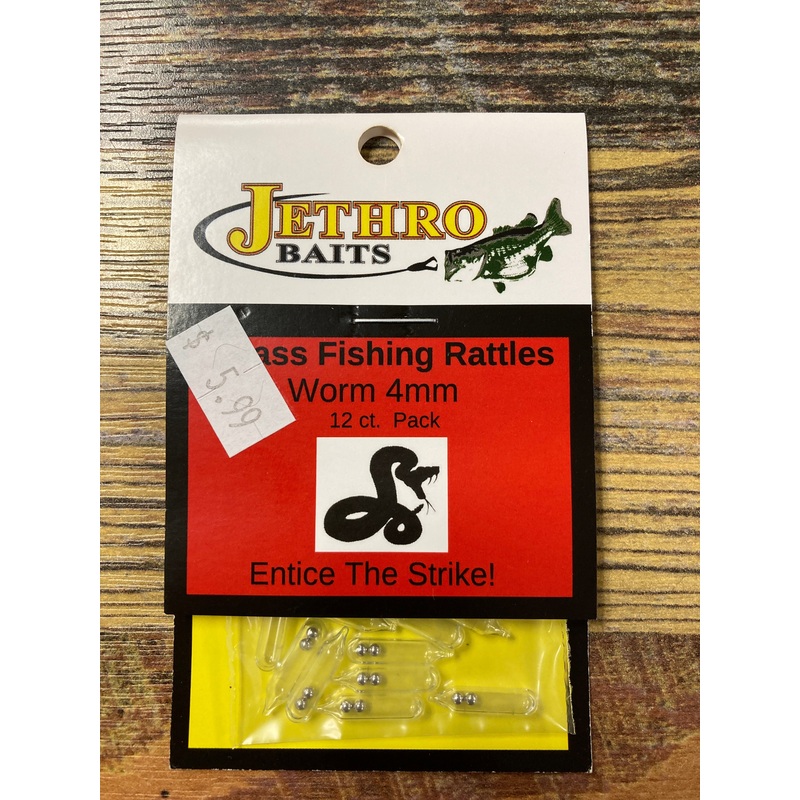 JETHRO
BAITS
$ 5.99
ass Fishing Rattles
Worm 4mm
12 ct. Pack
Entice The Strike!